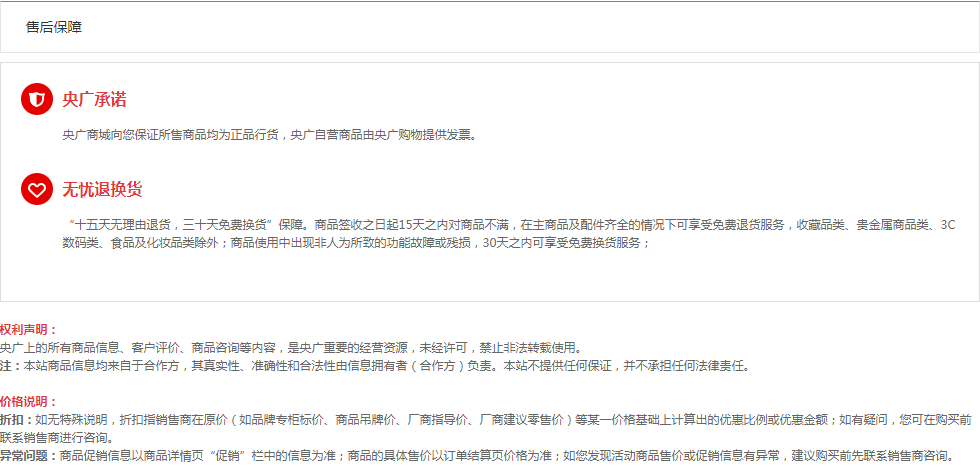 售后保障
央广承诺
央广商城向您保证所售商品均为正品行货，央广自营商品由央广购物提供发票。
无忧退换货
“十五天无理由退货，三十天免费换货”保障。商品签收之日起15天之内对商品不满，在主商品及配件齐全的情况下可享受免费退货服务，收藏品类、贵金属商品类、3C
数码类、食品及化妆品类除外；商品使用中出现非人为所致的功能故障或残损，30天之内可享受免费换货服务；
权利声明：
央广上的所有商品信息、客户评价、商品咨询等内容，是央广重要的经营资源，未经许可，禁止非法转载使用。
注：本站商品信息均来自于合作方，其真实性、准确性和合法性由信息拥有者（合作方）负责。本站不提供任何保证，并不承担任何法律责任。
价格说明：
折扣：如无特殊说明，折扣指销售商在原价（如品牌专柜标价、商品吊牌价、厂商指导价、厂商建议零售价）等某一价格基础上计算出的优惠比例或优惠金额；如有疑问，您可在购买前
联系销售商进行咨询。
异常问题：商品促销信息以商品详情页“促销”栏中的信息为准；商品的具体售价以订单结算页价格为准；如您发现活动商品售价或促销信息有异常，建议购买前先联系销售商咨询。